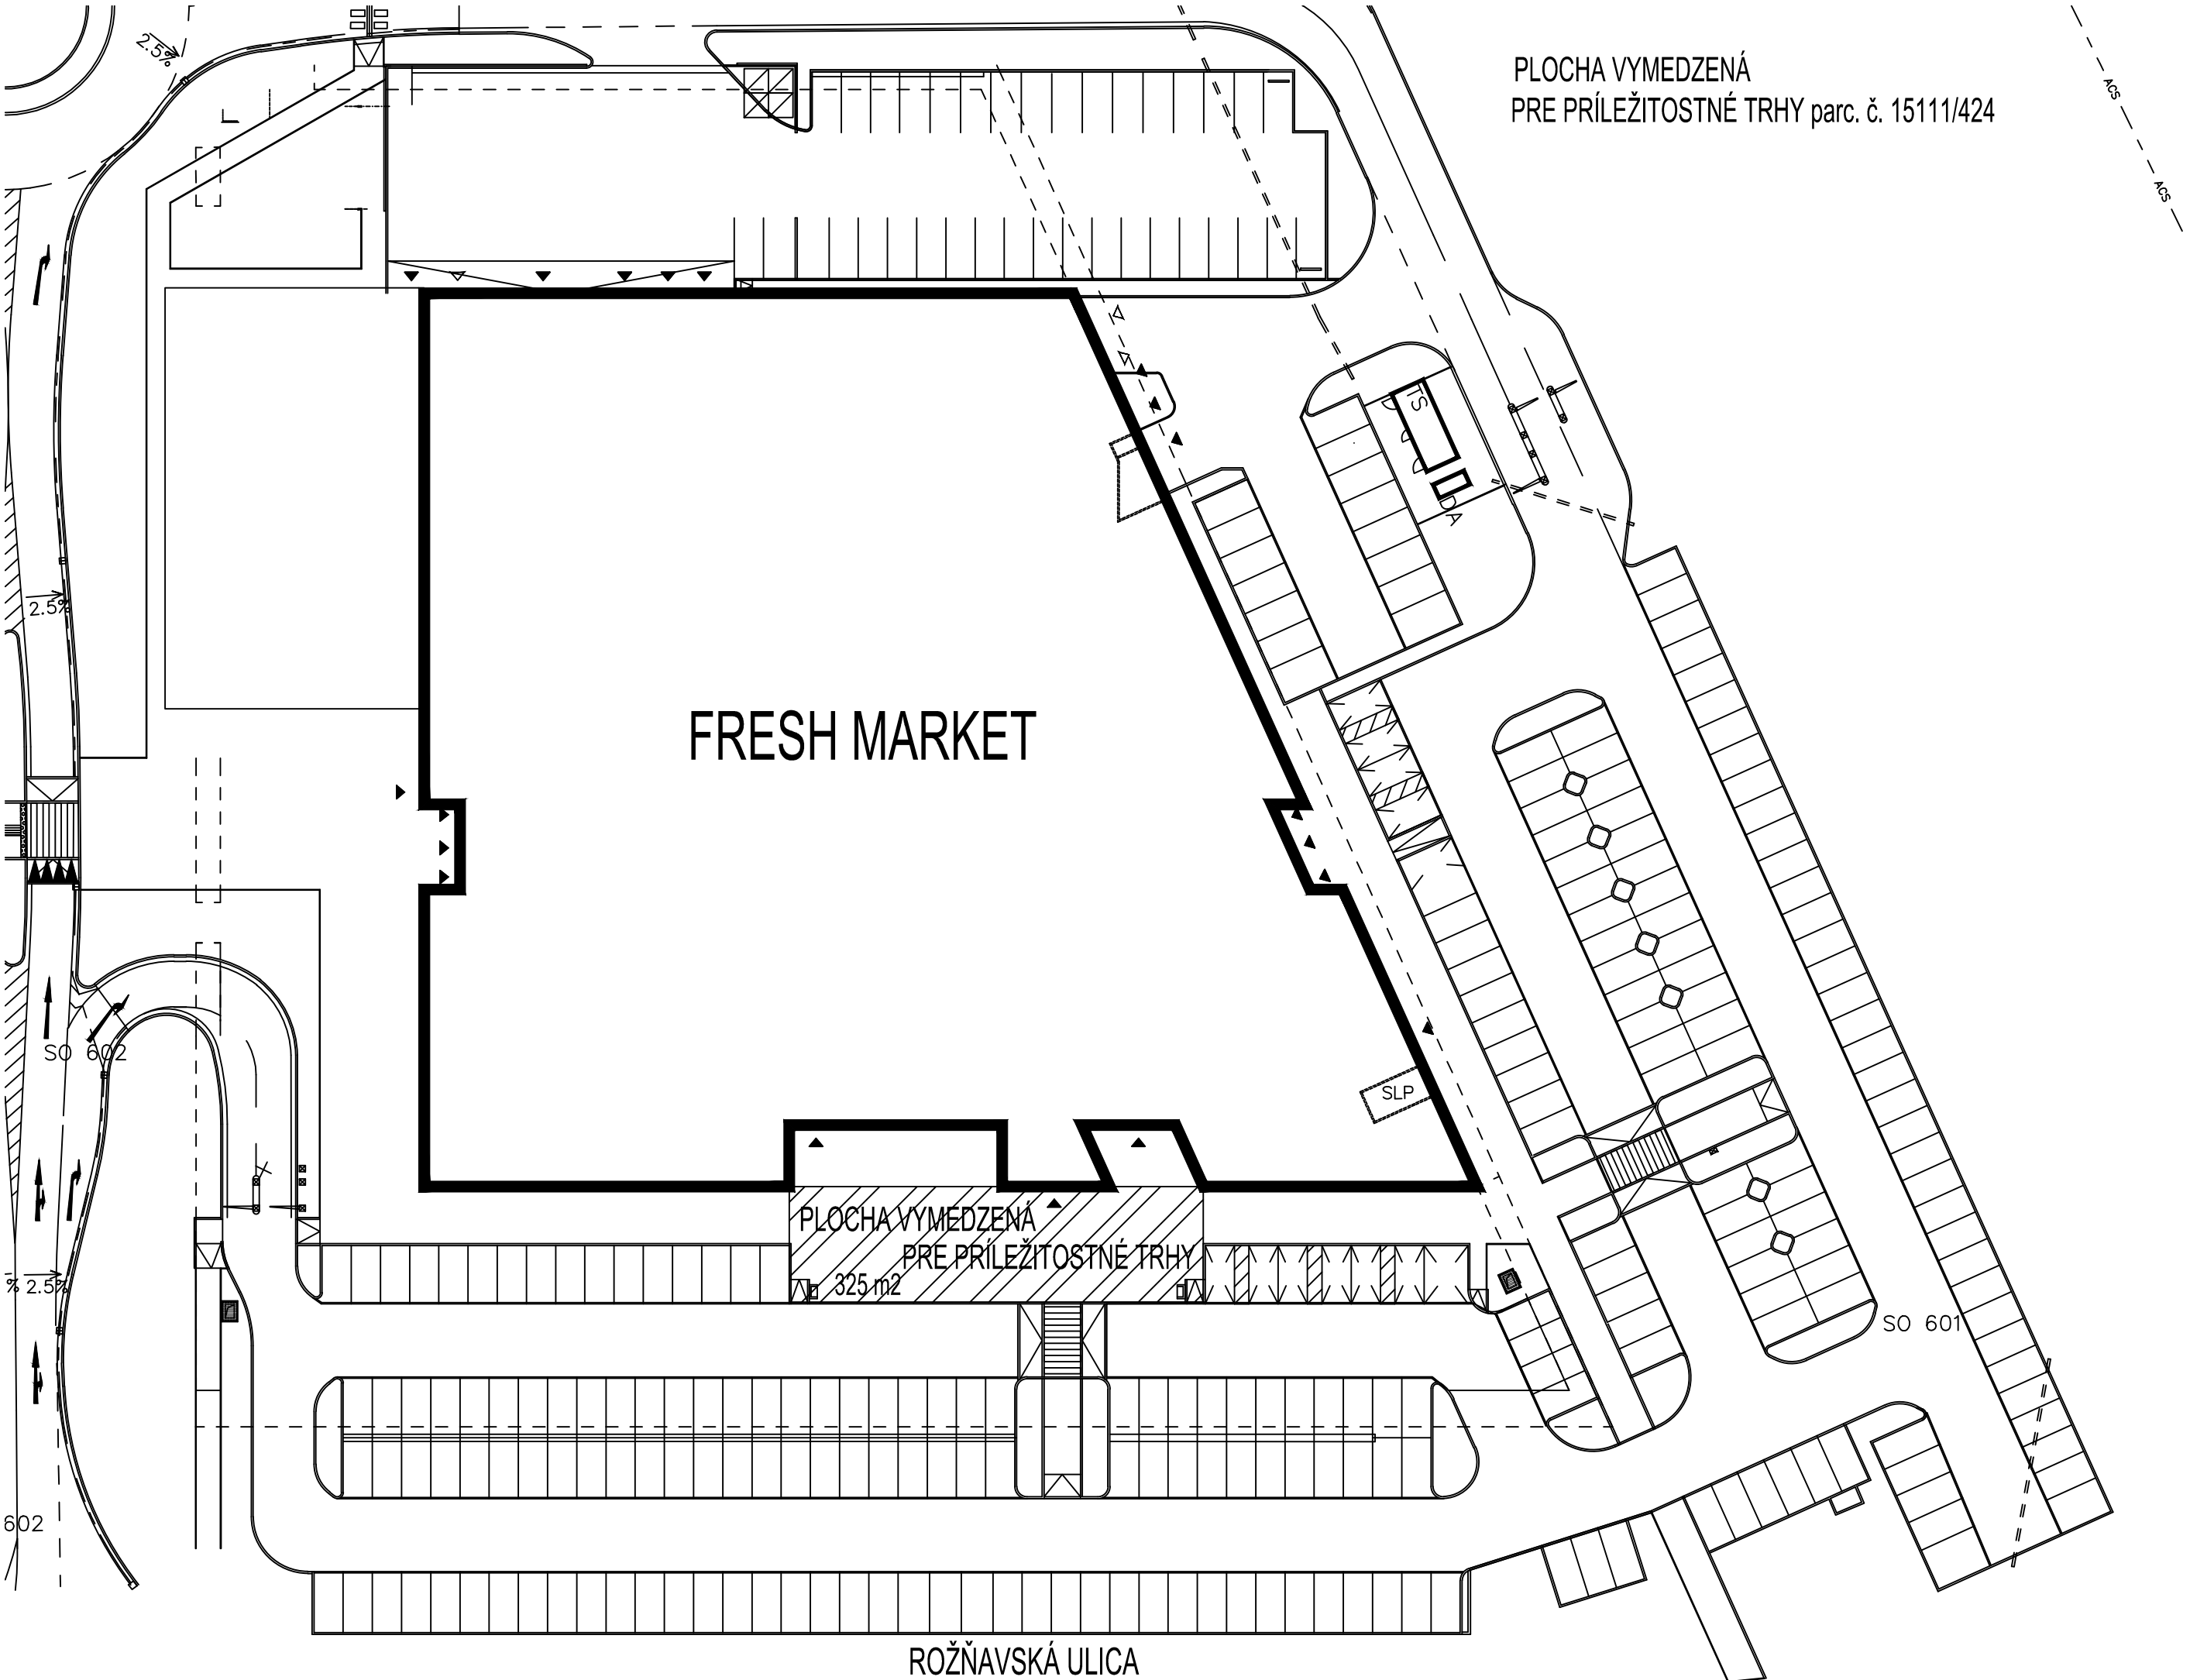 2.5%
PLOCHA VYMEDZENÁ
PRE PRÍLEŽITOSTNÉ TRHY parc. č. 15111/424
ACS
ACS
TS
DA
2.5%
FRESH MARKET
SO 602
SLP
PLOCHA VYMEDZENÁ
PRE PRÍLEŽITOSTNÉ TRHY
325 m2
% 2.5%
SO 601
602
ROŽŇAVSKÁ ULICA